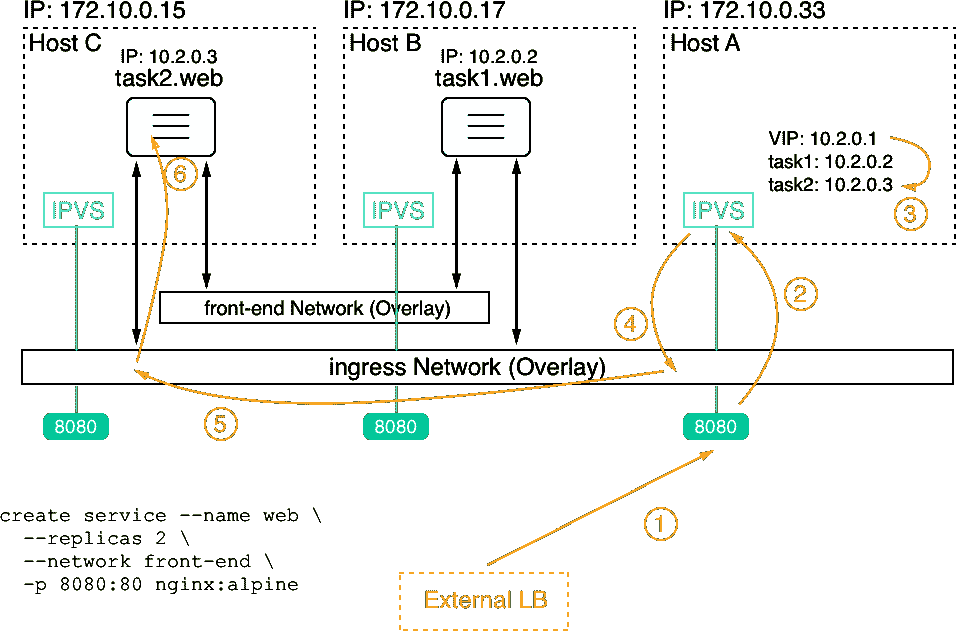 IP: 172.10.0.15
IP: 172.10.0.17
IP: 172.10.0.33
Host C
Host B
Host A
IP: 10.2.0.3
task2.web
IP: 10.2.0.2
task1.web
VIP: 10.2.0.1
task1: 10.2.0.2
task2: 10.2.0.3
6
3
IPVS
IPVS
IPVS
2
4
front-end Network (Overlay)
ingress Network (Overlay)
5
8080
8080
8080
1
create service --name web \
--replicas 2 \
--network front-end \
-p 8080:80 nginx:alpine
External LB